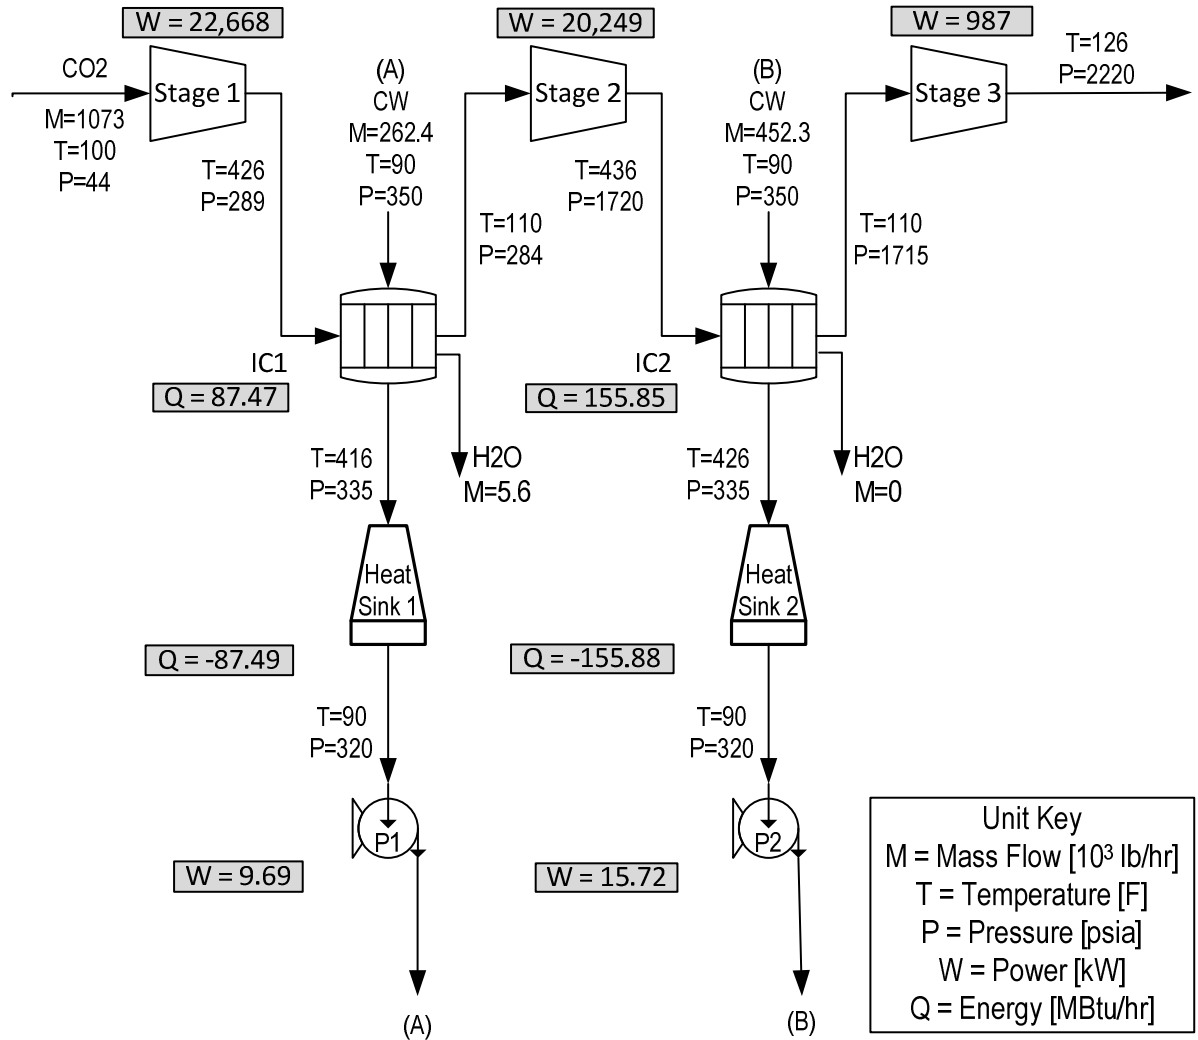 W = 22,668
W = 20,249
W = 987
CO2
Stage 1
M=1073
T=100
P=44
T=426
P=289
(A)
CW
M=262.4
T=90
P=350
Stage 2
T=110
P=284
T=436
P=1720
(B)
CW
M=452.3
T=90
P=350
Stage 3
T=126
P=2220
T=110
P=1715
IC1
Q = 87.47
IC2
Q = 155.85
T=416
P=335
H2O
M=5.6
T=426
P=335
H2O
M=0
Heat
Sink 1
Heat
Sink 2
Q = -87.49
Q = -155.88
T=90
P=320
T=90
P=320
P1
P2
W = 9.69
W = 15.72
(A)
(B)
Unit Key
M = Mass Flow [10³ lb/hr]
T = Temperature [F]
P = Pressure [psia]
W = Power [kW]
Q = Energy [MBtu/hr]